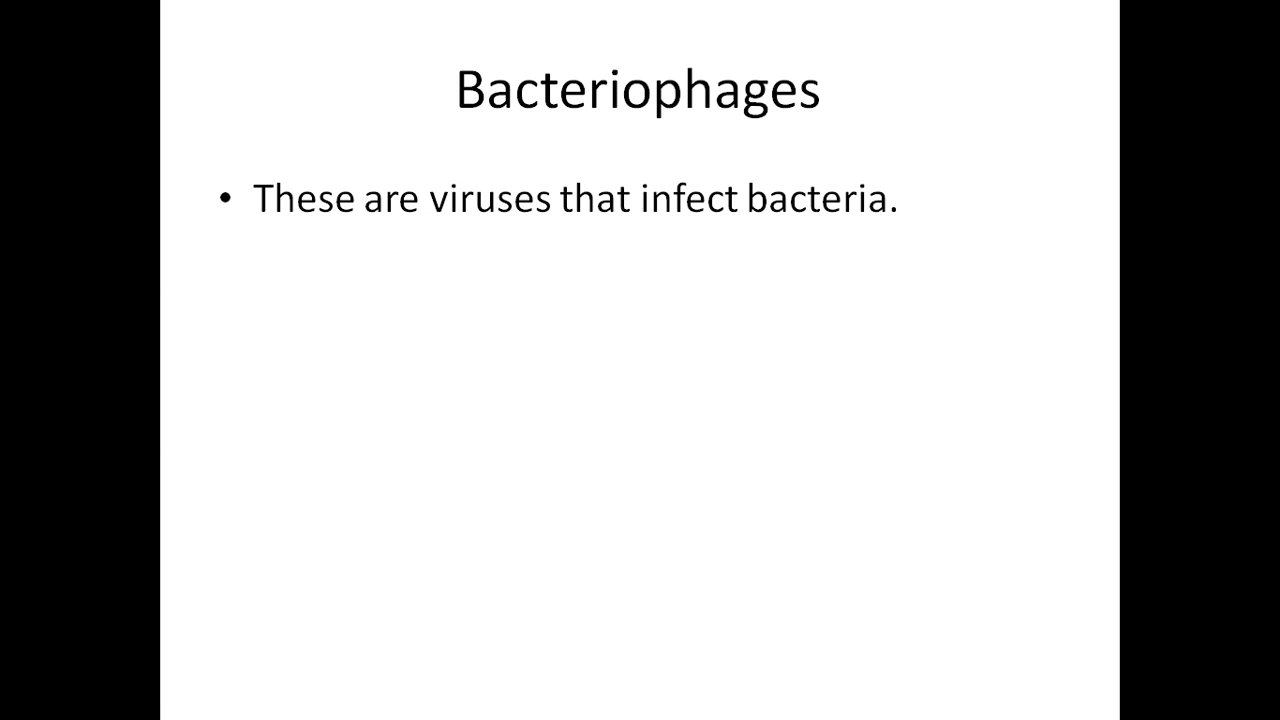 Bacteriophages
• These are viruses that infect bacteria.